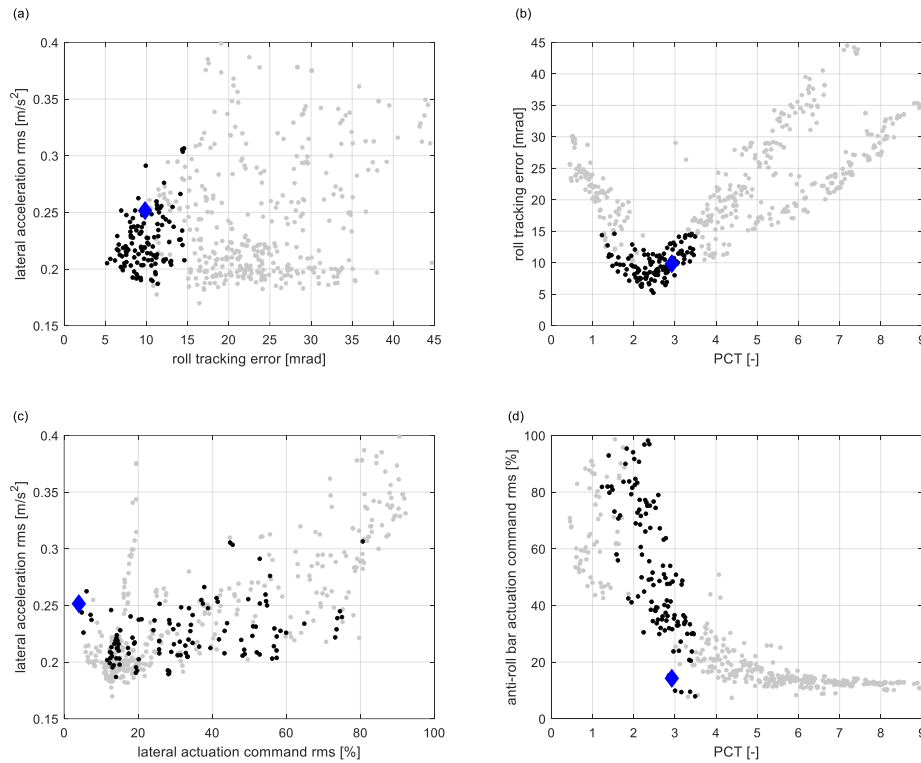 (a)
(b)
0.4
0.35
0.3
0.25
0.2
0.15
lateral acceleration rms [m/s²]
0 5 10 15 20 25 30 35 40 45
roll tracking error [mrad]
45
40
35
30
25
20
15
10
5
0
roll tracking error [mrad]
0 1 2 3 4 5 6 7 8 9
PCT [-]
(c)
(d)
0.4
0.35
0.3
0.25
0.2
0.15
lateral acceleration rms [m/s²]
0 20 40 60 80 100
lateral actuation command rms [%]
100
80
60
40
20
0
anti-roll bar actuation command rms [%]
0 1 2 3 4 5 6 7 8 9
PCT [-]